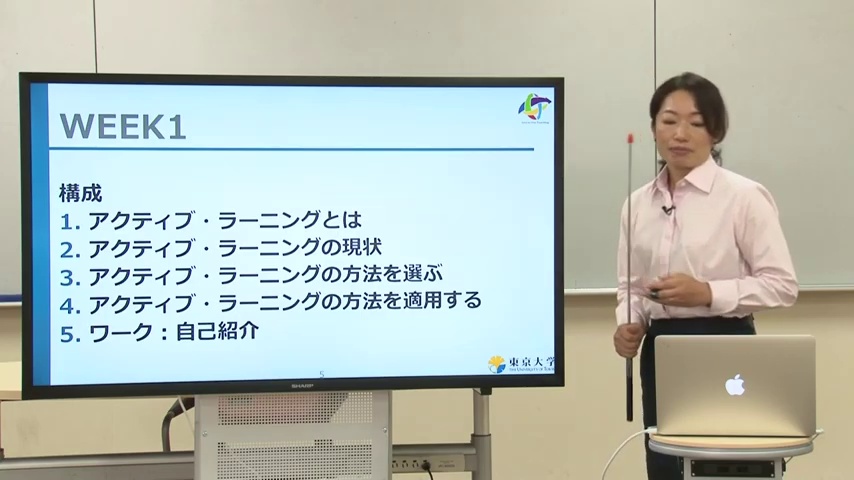 WEEK1
構成
1. アクティブ・ラーニングとは
2. アクティブ・ラーニングの現状
3. アクティブ・ラーニングの方法を選ぶ
4. アクティブ・ラーニングの方法を適用する
5. ワーク：自己紹介
5
東京大学
SHARP